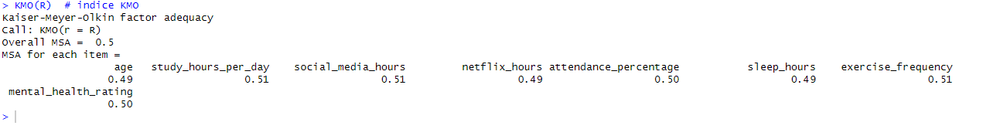 > KMO(R)  # indice KMO
Kaiser-Meyer-Olkin factor adequacy
Call: KMO(r = R)
Overall MSA =  0.5
MSA for each item = 
                  age   study_hours_per_day    social_media_hours         netflix_hours attendance_percentage           sleep_hours    exercise_frequency 
                 0.49                  0.51                  0.51                  0.49                  0.50                  0.49                  0.51 
 mental_health_rating 
                 0.50 
>